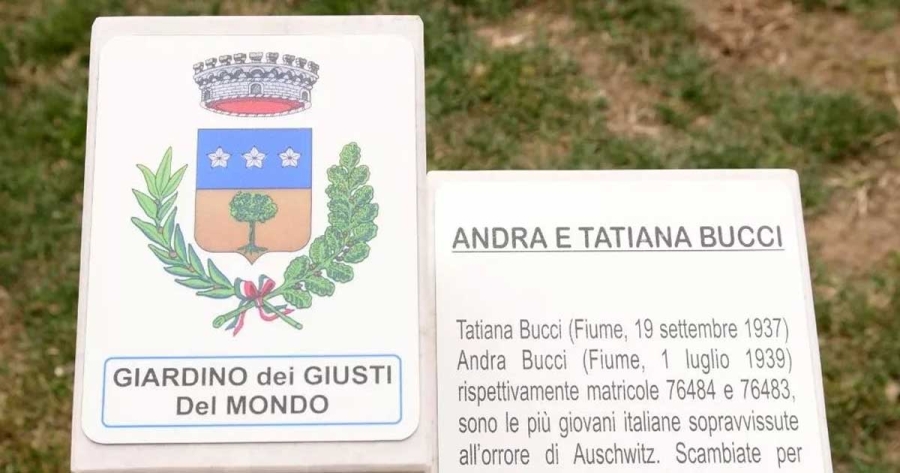 GIARDINO dei GIUSTI
Del MONDO
ANDRA E TATIANA BUCCI
Tatiana Bucci (Fiume, 19 settembre 1937)
Andra Bucci (Fiume, 1 luglio 1939)
rispettivamente matricole 76484 e 76483,
sono le più giovani italiane sopravvissute
all'orrore di Auschwitz. Scambiate per